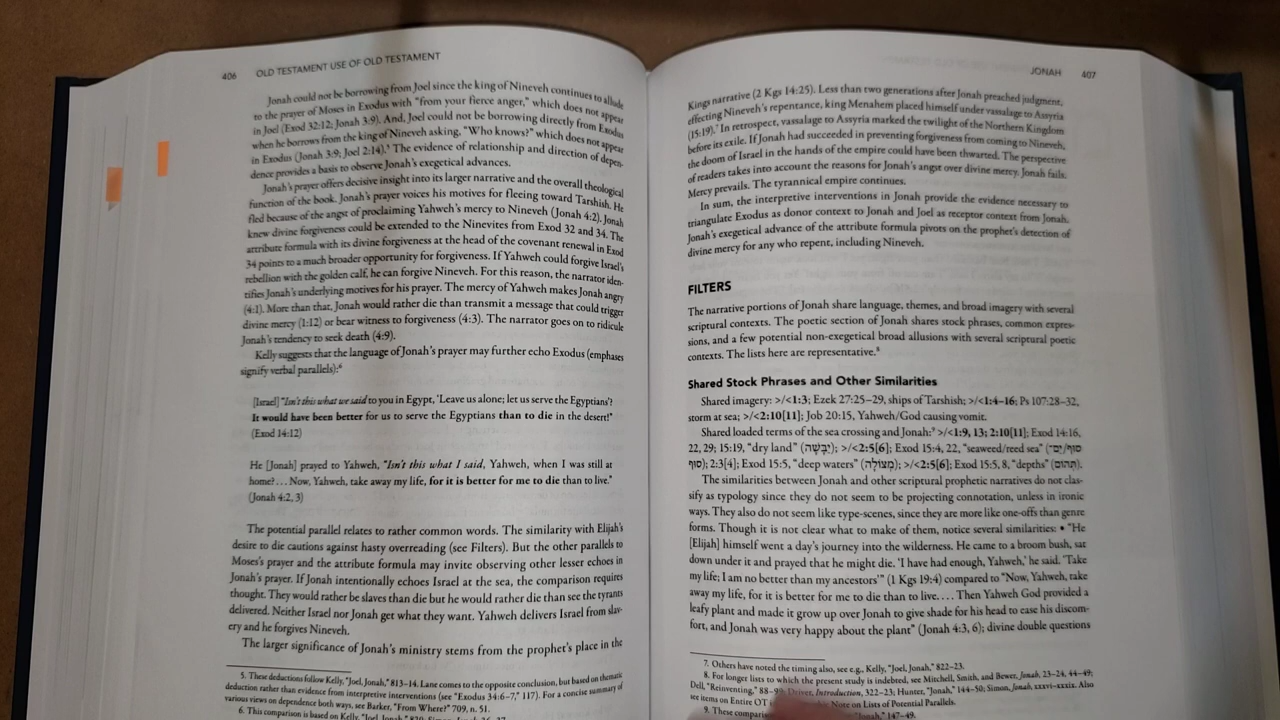 406 OLD TESTAMENT USE OF OLD TESTAMENT
Jonah could not be borrowing from Joel since the king of Nineveh continues to allude
to the prayer of Moses in Exodus with “from your fierce anger,” which does not appear
in Joel (Exod 32:12; Jonah 3:9). And, Joel could not be borrowing directly from Exodus
when he borrows from the king of Nineveh asking, “Who knows?” which does not appear
in Exodus (Jonah 3:9; Joel 2:14).⁵ The evidence of relationship and direction of depen-
dence provides a basis to observe Jonah’s exegetical advances.
Jonah’s prayer offers decisive insight into its larger narrative and the overall theological
function of the book. Jonah’s prayer voices his motives for fleeing toward Tarshish. He
fled because of the angst of proclaiming Yahweh’s mercy to Nineveh (Jonah 4:2). Jonah
knew divine forgiveness could be extended to the Ninevites from Exod 32 and 34. The
attribute formula with its divine forgiveness at the head of the covenant renewal in Exod
34 points to a much broader opportunity for forgiveness. If Yahweh could forgive Israel’s
rebellion with the golden calf, he can forgive Nineveh. For this reason, the narrator iden-
tifies Jonah’s underlying motives for his prayer. The mercy of Yahweh makes Jonah angry
(4:1). More than that, Jonah would rather die than transmit a message that could trigger
divine mercy (1:12) or bear witness to forgiveness (4:3). The narrator goes on to ridicule
Jonah’s tendency to seek death (4:9).
Kelly suggests that the language of Jonah’s prayer may further echo Exodus (emphases
signify verbal parallels):⁶
[Israel] “Isn’t this what we said to you in Egypt, ‘Leave us alone; let us serve the Egyptians’?
It would have been better for us to serve the Egyptians than to die in the desert!”
(Exod 14:12)
He [Jonah] prayed to Yahweh, “Isn’t this what I said, Yahweh, when I was still at
home? . . . Now, Yahweh, take away my life, for it is better for me to die than to live.”
(Jonah 4:2, 3)
The potential parallel relates to rather common words. The similarity with Elijah’s
desire to die cautions against hasty overreading (see Filters). But the other parallels to
Moses’s prayer and the attribute formula may invite observing other lesser echoes in
Jonah’s prayer. If Jonah intentionally echoes Israel at the sea, the comparison requires
thought. They would rather be slaves than die but he would rather die than see the tyrants
delivered. Neither Israel nor Jonah get what they want. Yahweh delivers Israel from slav-
ery and he forgives Nineveh.
The larger significance of Jonah’s ministry stems from the prophet’s place in the
5. These deductions follow Kelly, “Joel, Jonah,” 813–14. Lane comes to the opposite conclusion, but based on thematic
deduction rather than evidence from interpretive interventions (see “Exodus 34:6–7,” 117). For a concise summary of
various views on dependence both ways, see Barker, “From Where?” 709, n. 51.
6. This comparison is based on Kelly, “Joel, Jonah,”
JONAH 407
Kings narrative (2 Kgs 14:25). Less than two generations after Jonah preached judgment,
effecting Nineveh’s repentance, king Menahem placed himself under vassalage to Assyria
(15:19).⁷ In retrospect, vassalage to Assyria marked the twilight of the Northern Kingdom
before its exile. If Jonah had succeeded in preventing forgiveness from coming to Nineveh,
the doom of Israel in the hands of the empire could have been thwarted. The perspective
of readers takes into account the reasons for Jonah’s angst over divine mercy. Jonah fails.
Mercy prevails. The tyrannical empire continues.
In sum, the interpretive interventions in Jonah provide the evidence necessary to
triangulate Exodus as donor context to Jonah and Joel as receptor context from Jonah.
Jonah’s exegetical advance of the attribute formula pivots on the prophet’s detection of
divine mercy for any who repent, including Nineveh.
FILTERS
The narrative portions of Jonah share language, themes, and broad imagery with several
scriptural contexts. The poetic section of Jonah shares stock phrases, common expres-
sions, and a few potential non-exegetical broad allusions with several scriptural poetic
contexts. The lists here are representative.⁸
Shared Stock Phrases and Other Similarities
Shared imagery: >/<1:3; Ezek 27:25–29, ships of Tarshish; >/<1:4–16; Ps 107:28–32,
storm at sea; >/<2:10[11]; Job 20:15, Yahweh/God causing vomit.
Shared loaded terms of the sea crossing and Jonah:⁹ >/<1:9, 13; 2:10[11]; Exod 14:16,
22, 29; 15:19, “dry land” (יַבָּשָׁה); >/<2:5[6]; Exod 15:4, 22, “seaweed/reed sea” (סוּף/יַם־
סוּף); 2:3[4]; Exod 15:5, “deep waters” (מְצוֹלָה); >/<2:5[6]; Exod 15:5, 8, “depths” (תְּהוֹם).
The similarities between Jonah and other scriptural prophetic narratives do not clas-
sify as typology since they do not seem to be projecting connotation, unless in ironic
ways. They also do not seem like type-scenes, since they are more like one-offs than genre
forms. Though it is not clear what to make of them, notice several similarities: • “He
[Elijah] himself went a day’s journey into the wilderness. He came to a broom bush, sat
down under it and prayed that he might die. ‘I have had enough, Yahweh,’ he said. ‘Take
my life; I am no better than my ancestors’” (1 Kgs 19:4) compared to “Now, Yahweh, take
away my life, for it is better for me to die than to live. . . . Then Yahweh God provided a
leafy plant and made it grow up over Jonah to give shade for his head to ease his discom-
fort, and Jonah was very happy about the plant” (Jonah 4:3, 6); divine double questions
7. Others have noted the timing also, see e.g., Kelly, “Joel, Jonah,” 822–23.
8. For longer lists to which the present study is indebted, see Mitchell, Smith, and Bewer, Jonah, 23–24, 44–49;
Dell, “Reinventing,” 88–99; Driver, Introduction, 322–23; Hunter, “Jonah,” 144–50; Simon, Jonah, xxxvi–xxxix. Also
see items on Entire OT Note on Lists of Potential Parallels.
9. These “Jonah,” 147–49.